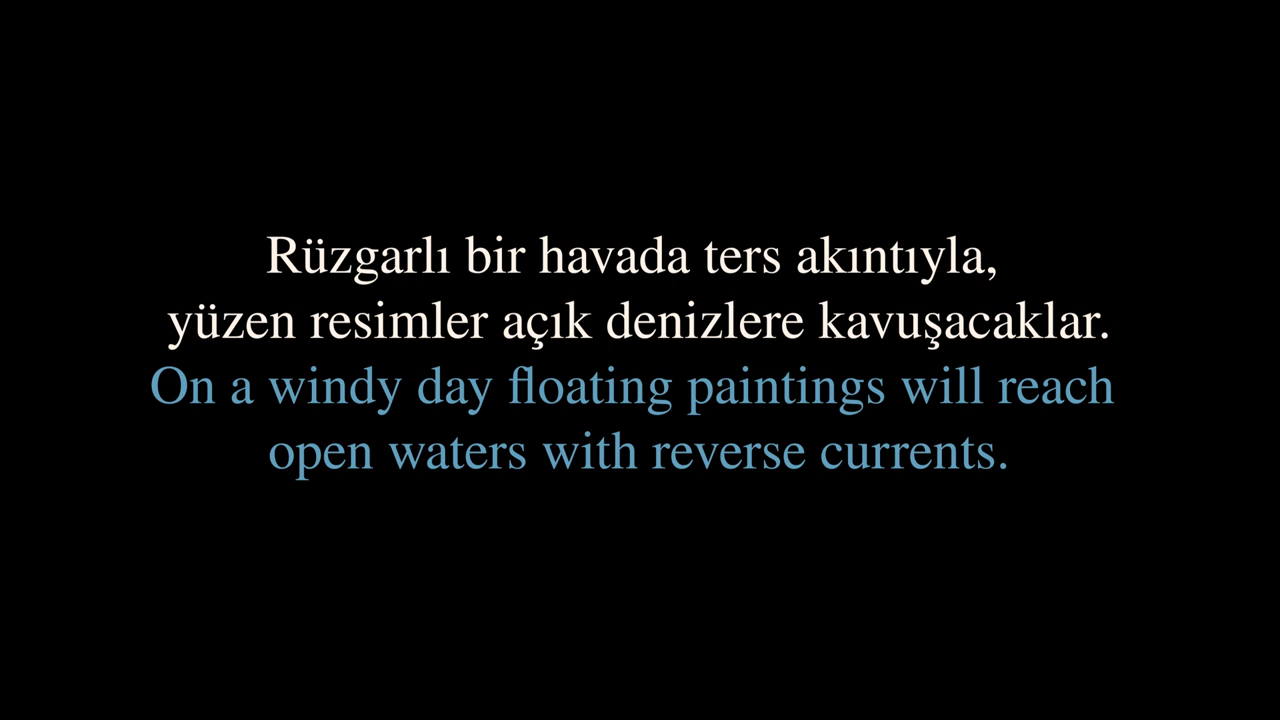 Rüzgarlı bir havada ters akıntıyla,
yüzen resimler açık denizlere kavuşacaklar.
On a windy day floating paintings will reach
open waters with reverse currents.